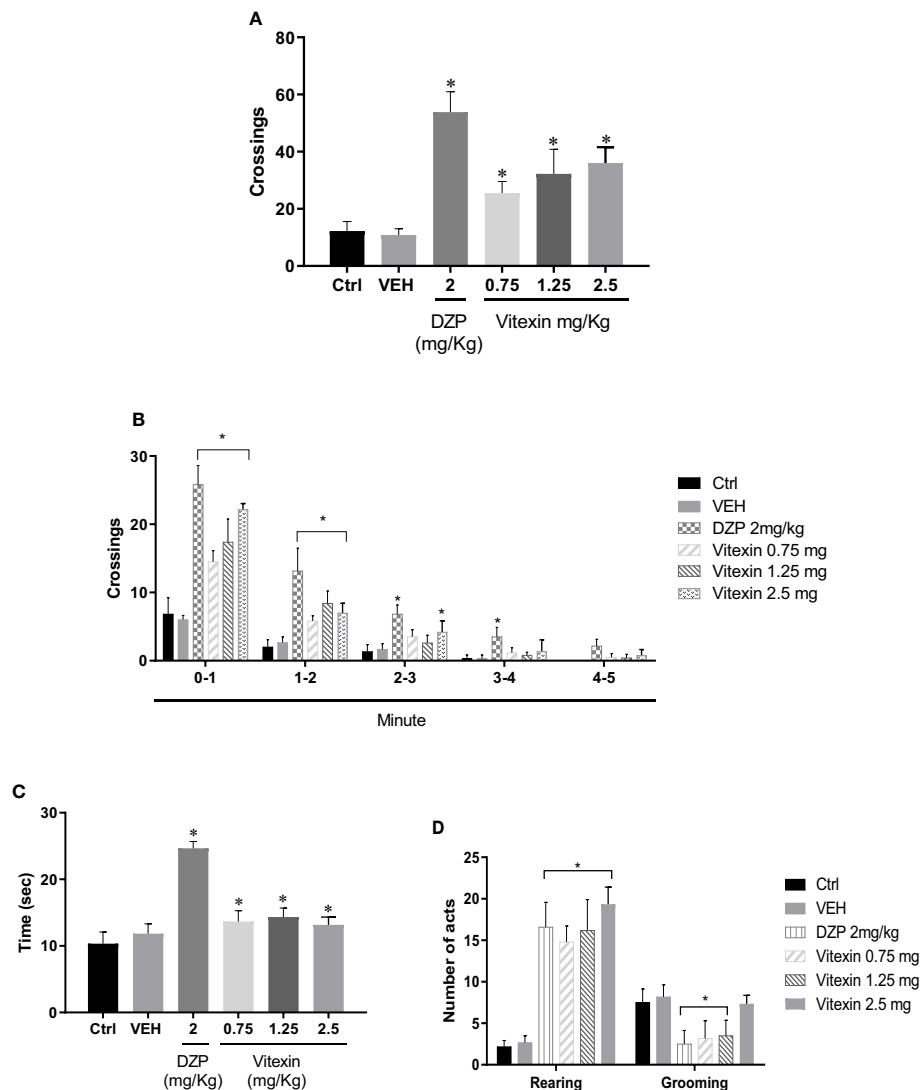 A
Crossings
80
60
40
20
0
*
*
*
*
Ctrl VEH 2 0.75 1.25 2.5
DZP Vitexin mg/Kg
(mg/Kg)
B
Crossings
30
20
10
0
*
*
*
*
*
0-1 1-2 2-3 3-4 4-5
Minute
Ctrl
VEH
DZP 2mg/kg
Vitexin 0.75 mg
Vitexin 1.25 mg
Vitexin 2.5 mg
C
Time (sec)
30
20
10
0
*
*
*
*
Ctrl VEH 2 0.75 1.25 2.5
DZP Vitexin
(mg/Kg) (mg/Kg)
D
Number of acts
25
20
15
10
5
0
*
*
Rearing Grooming
Ctrl
VEH
DZP 2mg/kg
Vitexin 0.75 mg
Vitexin 1.25 mg
Vitexin 2.5 mg